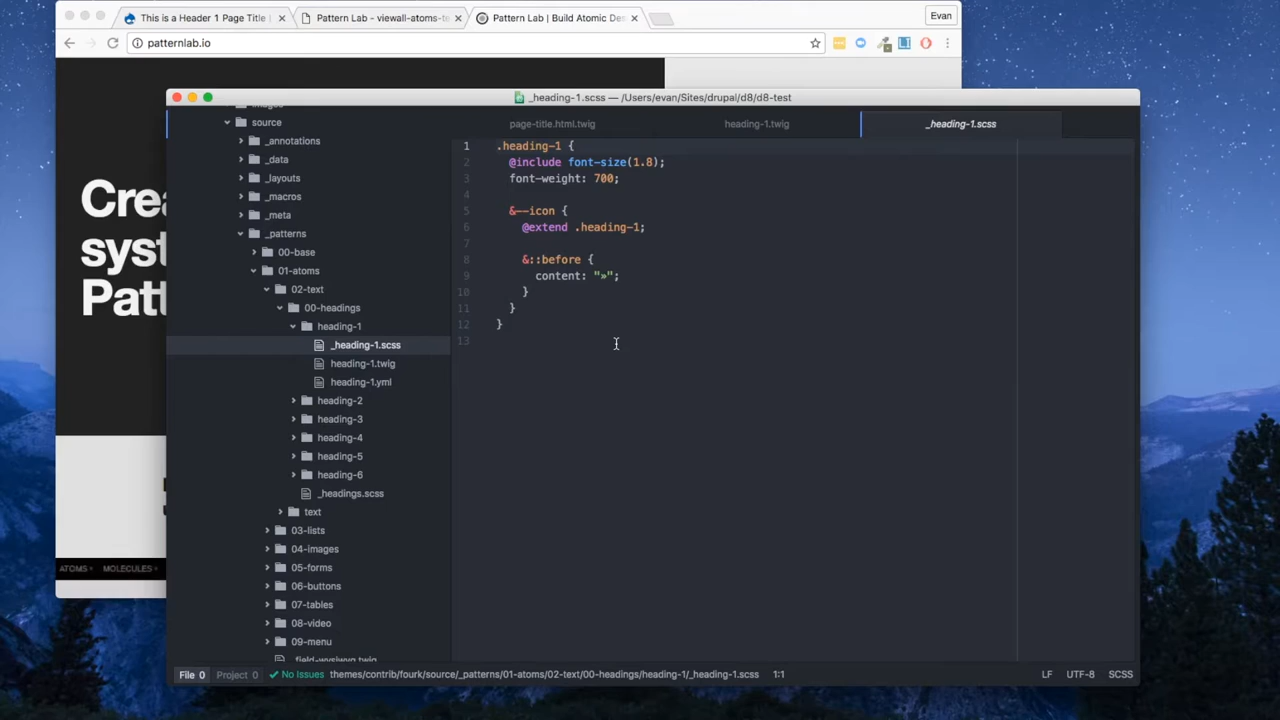 This is a Header 1 Page Title |
Pattern Lab - viewall-atoms-te
Pattern Lab | Build Atomic Des
Evan
patternlab.io
_heading-1.scss — /Users/evan/Sites/drupal/d8/d8-test
source
_annotations
_data
_layouts
_macros
_meta
_patterns
00-base
01-atoms
02-text
00-headings
heading-1
_heading-1.scss
heading-1.twig
heading-1.yml
heading-2
heading-3
heading-4
heading-5
heading-6
_headings.scss
text
03-lists
04-images
05-forms
06-buttons
07-tables
08-video
09-menu
_field-wysiwyg.twig
page-title.html.twig
heading-1.twig
_heading-1.scss
1 .heading-1 {
2 @include font-size(1.8);
3 font-weight: 700;
4
5 &--icon {
6 @extend .heading-1;
7
8 &::before {
9 content: "»";
10 }
11 }
12 }
13
Crea
syst
Patt
ATOMS
MOLECULES
File 0 Project 0 No Issues themes/contrib/fourk/source/_patterns/01-atoms/02-text/00-headings/heading-1/_heading-1.scss 1:1 LF UTF-8 SCSS